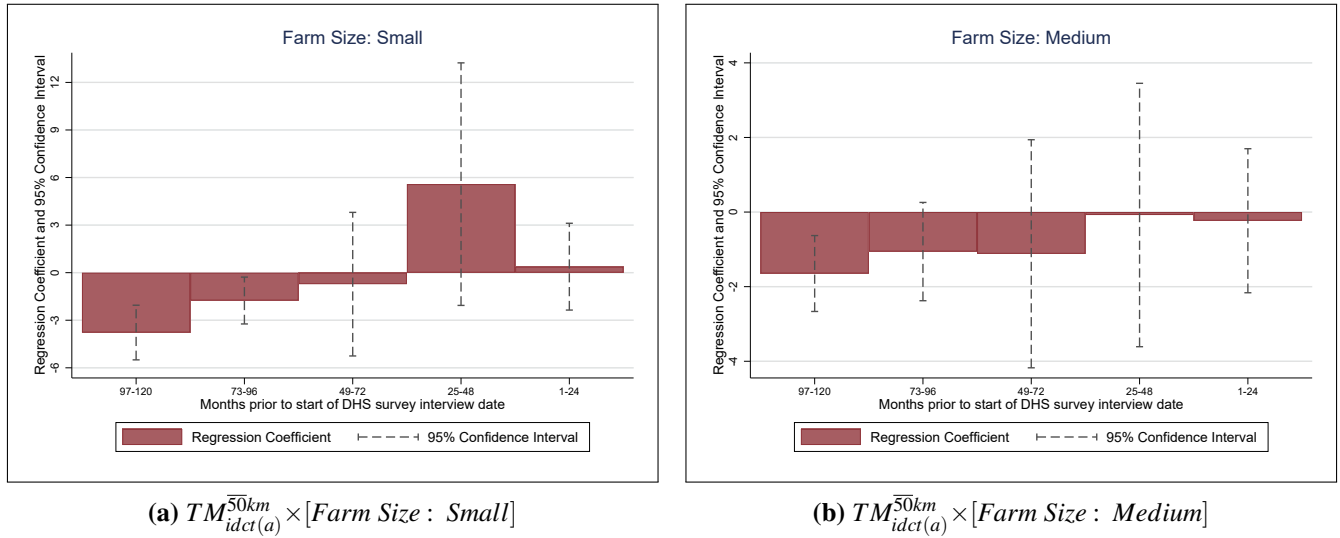 Farm Size: Small
Regression Coefficient and 95% Confidence Interval
12
9
6
3
0
-3
-6
97-120 73-96 49-72 25-48 1-24
Months prior to start of DHS survey interview date
Regression Coefficient 95% Confidence Interval
(a) TM^{\overline{50}km}_{idct(a)}×[Farm Size : Small]
Farm Size: Medium
Regression Coefficient and 95% Confidence Interval
4
2
0
-2
-4
97-120 73-96 49-72 25-48 1-24
Months prior to start of DHS survey interview date
Regression Coefficient 95% Confidence Interval
(b) TM^{\overline{50}km}_{idct(a)}×[Farm Size : Medium]